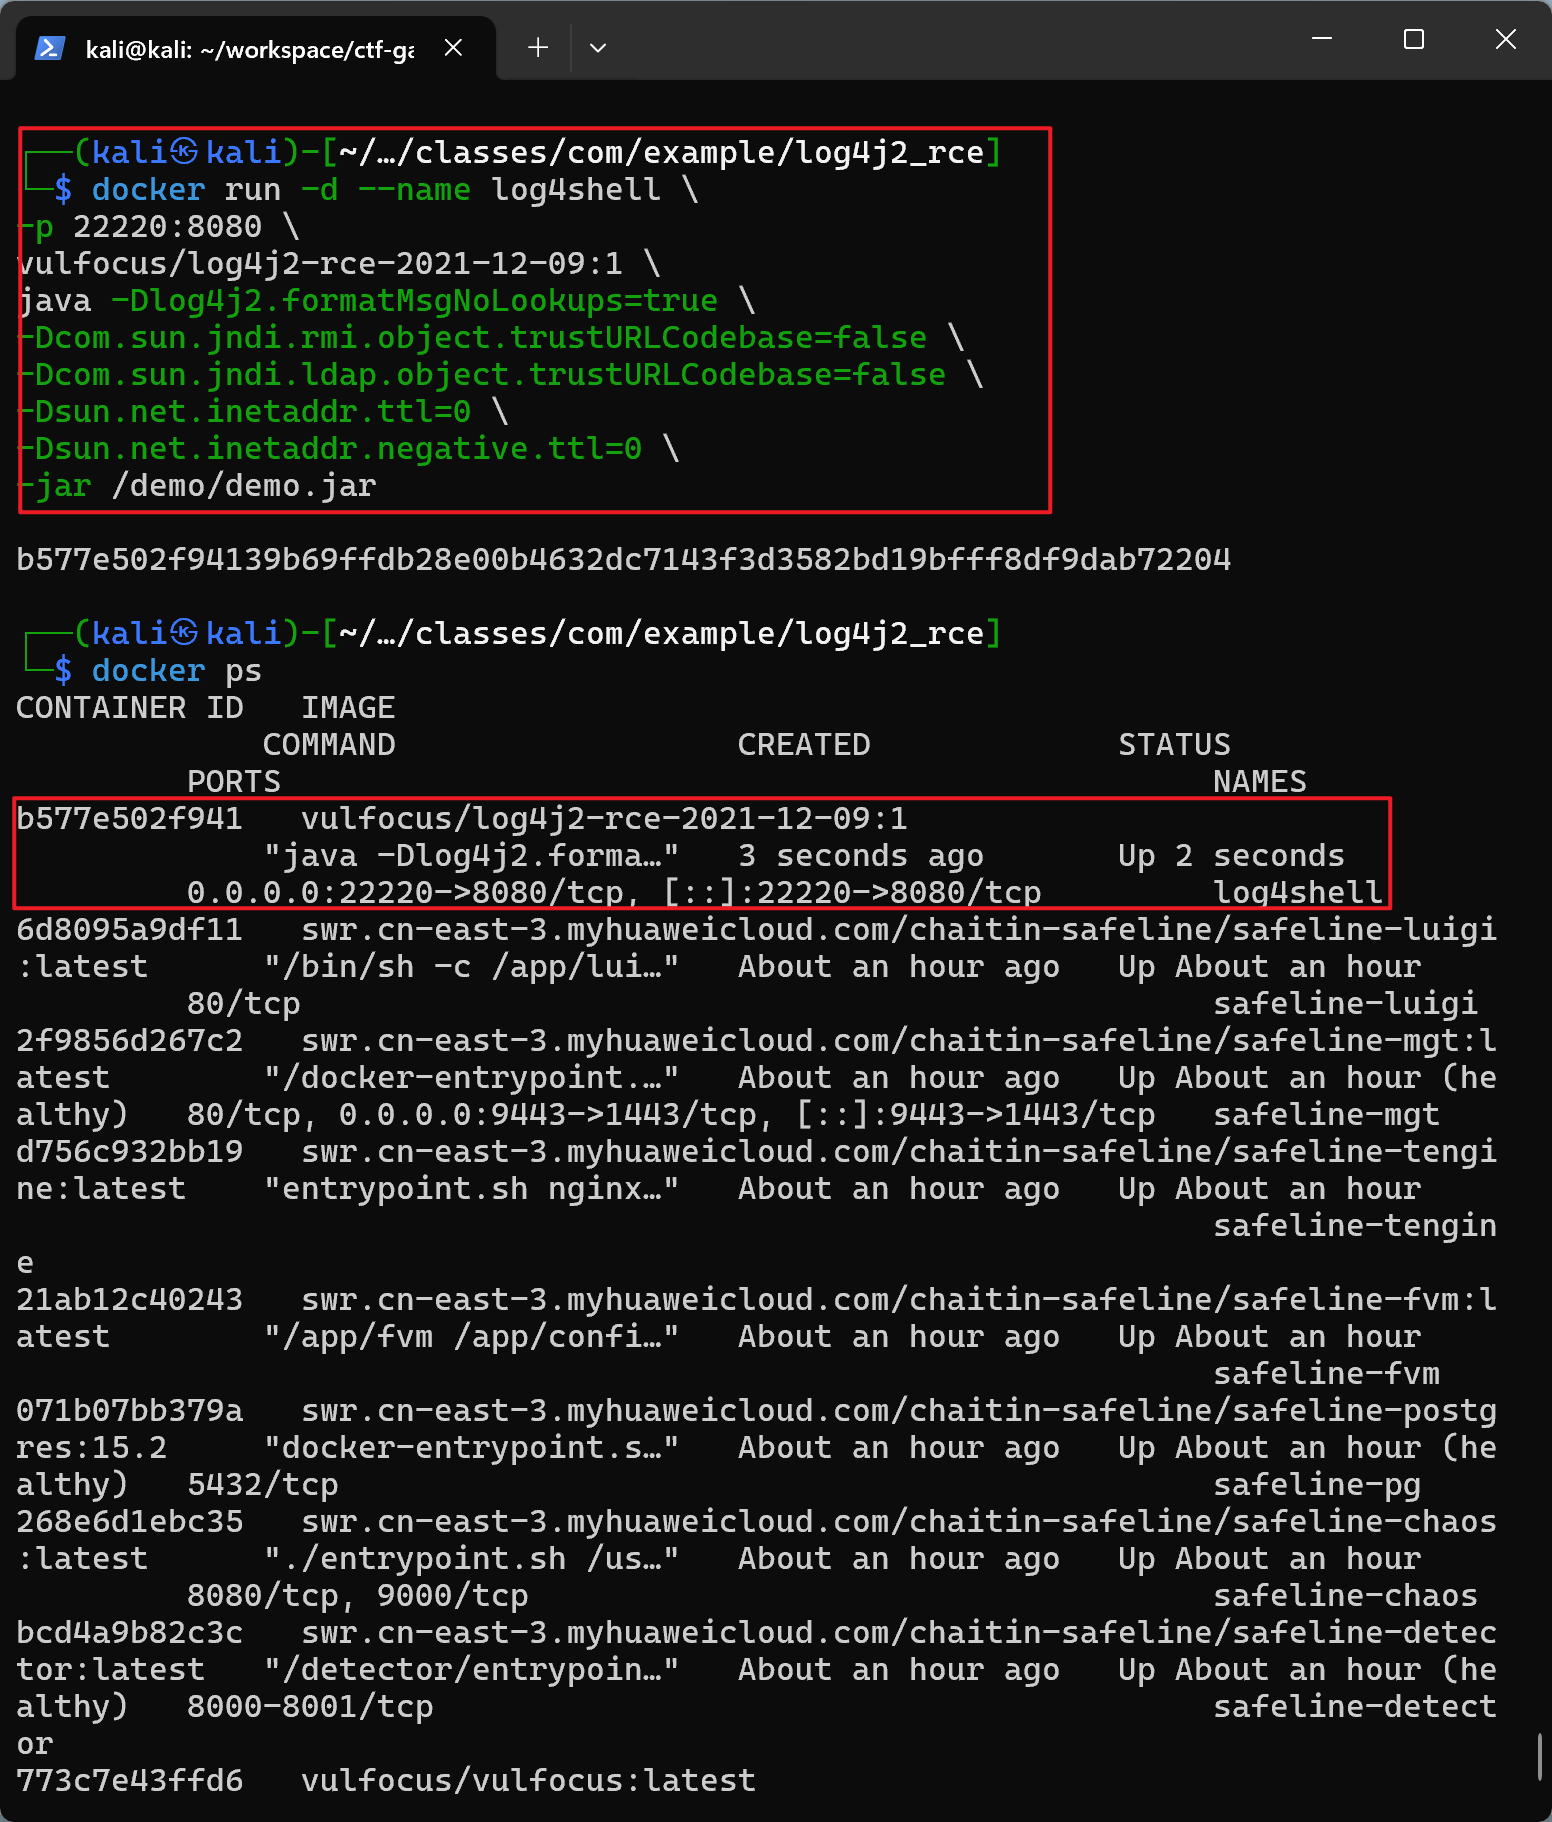 kali@kali: ~/workspace/ctf-ga
┌──(kali㉿kali)-[~/…/classes/com/example/log4j2_rce]
└─$ docker run -d --name log4shell \
-p 22220:8080 \
vulfocus/log4j2-rce-2021-12-09:1 \
java -Dlog4j2.formatMsgNoLookups=true \
-Dcom.sun.jndi.rmi.object.trustURLCodebase=false \
-Dcom.sun.jndi.ldap.object.trustURLCodebase=false \
-Dsun.net.inetaddr.ttl=0 \
-Dsun.net.inetaddr.negative.ttl=0 \
-jar /demo/demo.jar
b577e502f94139b69ffdb28e00b4632dc7143f3d3582bd19bfff8df9dab72204
┌──(kali㉿kali)-[~/…/classes/com/example/log4j2_rce]
└─$ docker ps
CONTAINER ID   IMAGE
COMMAND                  CREATED             STATUS
PORTS                                                 NAMES
b577e502f941   vulfocus/log4j2-rce-2021-12-09:1
"java -Dlog4j2.forma…"   3 seconds ago       Up 2 seconds
0.0.0.0:22220->8080/tcp, [::]:22220->8080/tcp         log4shell
6d8095a9df11   swr.cn-east-3.myhuaweicloud.com/chaitin-safeline/safeline-luigi
:latest      "/bin/sh -c /app/lui…"   About an hour ago   Up About an hour
80/tcp                                                safeline-luigi
2f9856d267c2   swr.cn-east-3.myhuaweicloud.com/chaitin-safeline/safeline-mgt:l
atest        "/docker-entrypoint.…"   About an hour ago   Up About an hour (he
althy)   80/tcp, 0.0.0.0:9443->1443/tcp, [::]:9443->1443/tcp   safeline-mgt
d756c932bb19   swr.cn-east-3.myhuaweicloud.com/chaitin-safeline/safeline-tengi
ne:latest    "entrypoint.sh nginx…"   About an hour ago   Up About an hour
safeline-tengin
e
21ab12c40243   swr.cn-east-3.myhuaweicloud.com/chaitin-safeline/safeline-fvm:l
atest        "/app/fvm /app/confi…"   About an hour ago   Up About an hour
safeline-fvm
071b07bb379a   swr.cn-east-3.myhuaweicloud.com/chaitin-safeline/safeline-postg
res:15.2     "docker-entrypoint.s…"   About an hour ago   Up About an hour (he
althy)   5432/tcp                                              safeline-pg
268e6d1ebc35   swr.cn-east-3.myhuaweicloud.com/chaitin-safeline/safeline-chaos
:latest      "./entrypoint.sh /us…"   About an hour ago   Up About an hour
8080/tcp, 9000/tcp                                    safeline-chaos
bcd4a9b82c3c   swr.cn-east-3.myhuaweicloud.com/chaitin-safeline/safeline-detec
tor:latest   "/detector/entrypoin…"   About an hour ago   Up About an hour (he
althy)   8000-8001/tcp                                         safeline-detect
or
773c7e43ffd6   vulfocus/vulfocus:latest